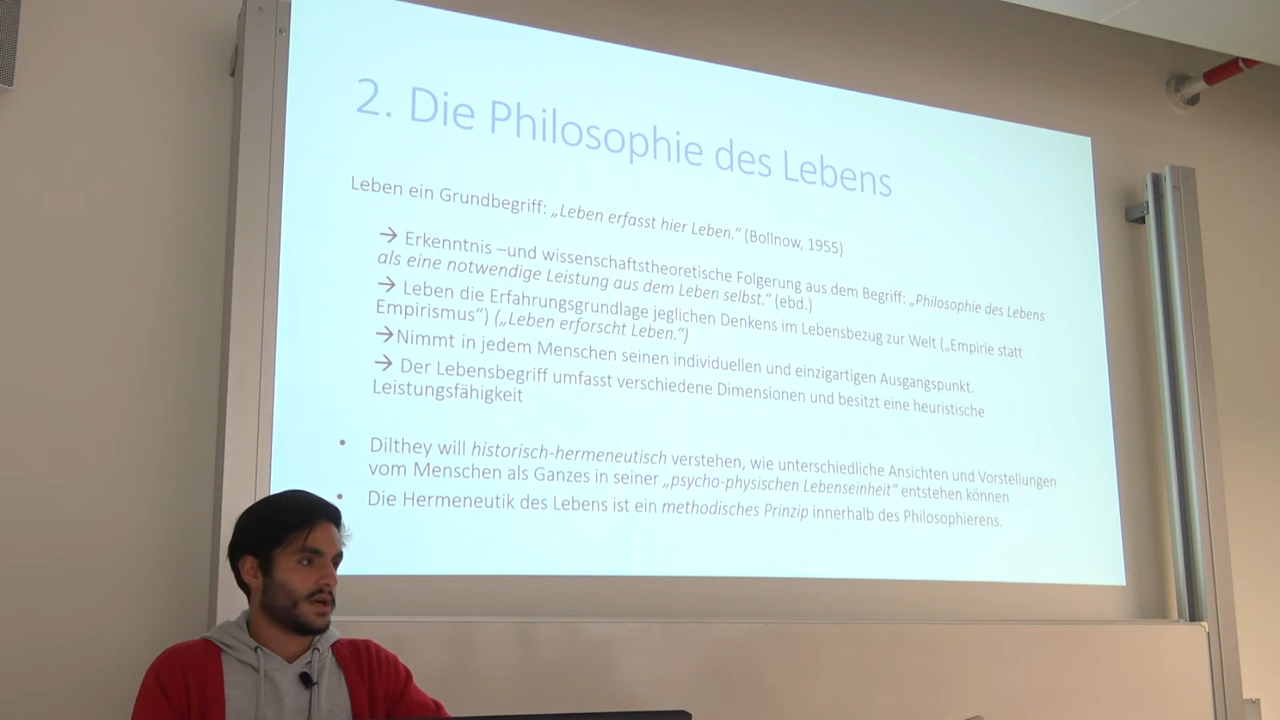 2. Die Philosophie des Lebens
Leben ein Grundbegriff: „Leben erfasst hier Leben.“ (Bollnow, 1955)
→ Erkenntnis –und wissenschaftstheoretische Folgerung aus dem Begriff: „Philosophie des Lebens
als eine notwendige Leistung aus dem Leben selbst.“ (ebd.)
→ Leben die Erfahrungsgrundlage jeglichen Denkens im Lebensbezug zur Welt („Empirie statt
Empirismus“) („Leben erforscht Leben.“)
→Nimmt in jedem Menschen seinen individuellen und einzigartigen Ausgangspunkt.
→ Der Lebensbegriff umfasst verschiedene Dimensionen und besitzt eine heuristische
Leistungsfähigkeit
• Dilthey will historisch-hermeneutisch verstehen, wie unterschiedliche Ansichten und Vorstellungen
vom Menschen als Ganzes in seiner „psycho-physischen Lebenseinheit“ entstehen können
• Die Hermeneutik des Lebens ist ein methodisches Prinzip innerhalb des Philosophierens.